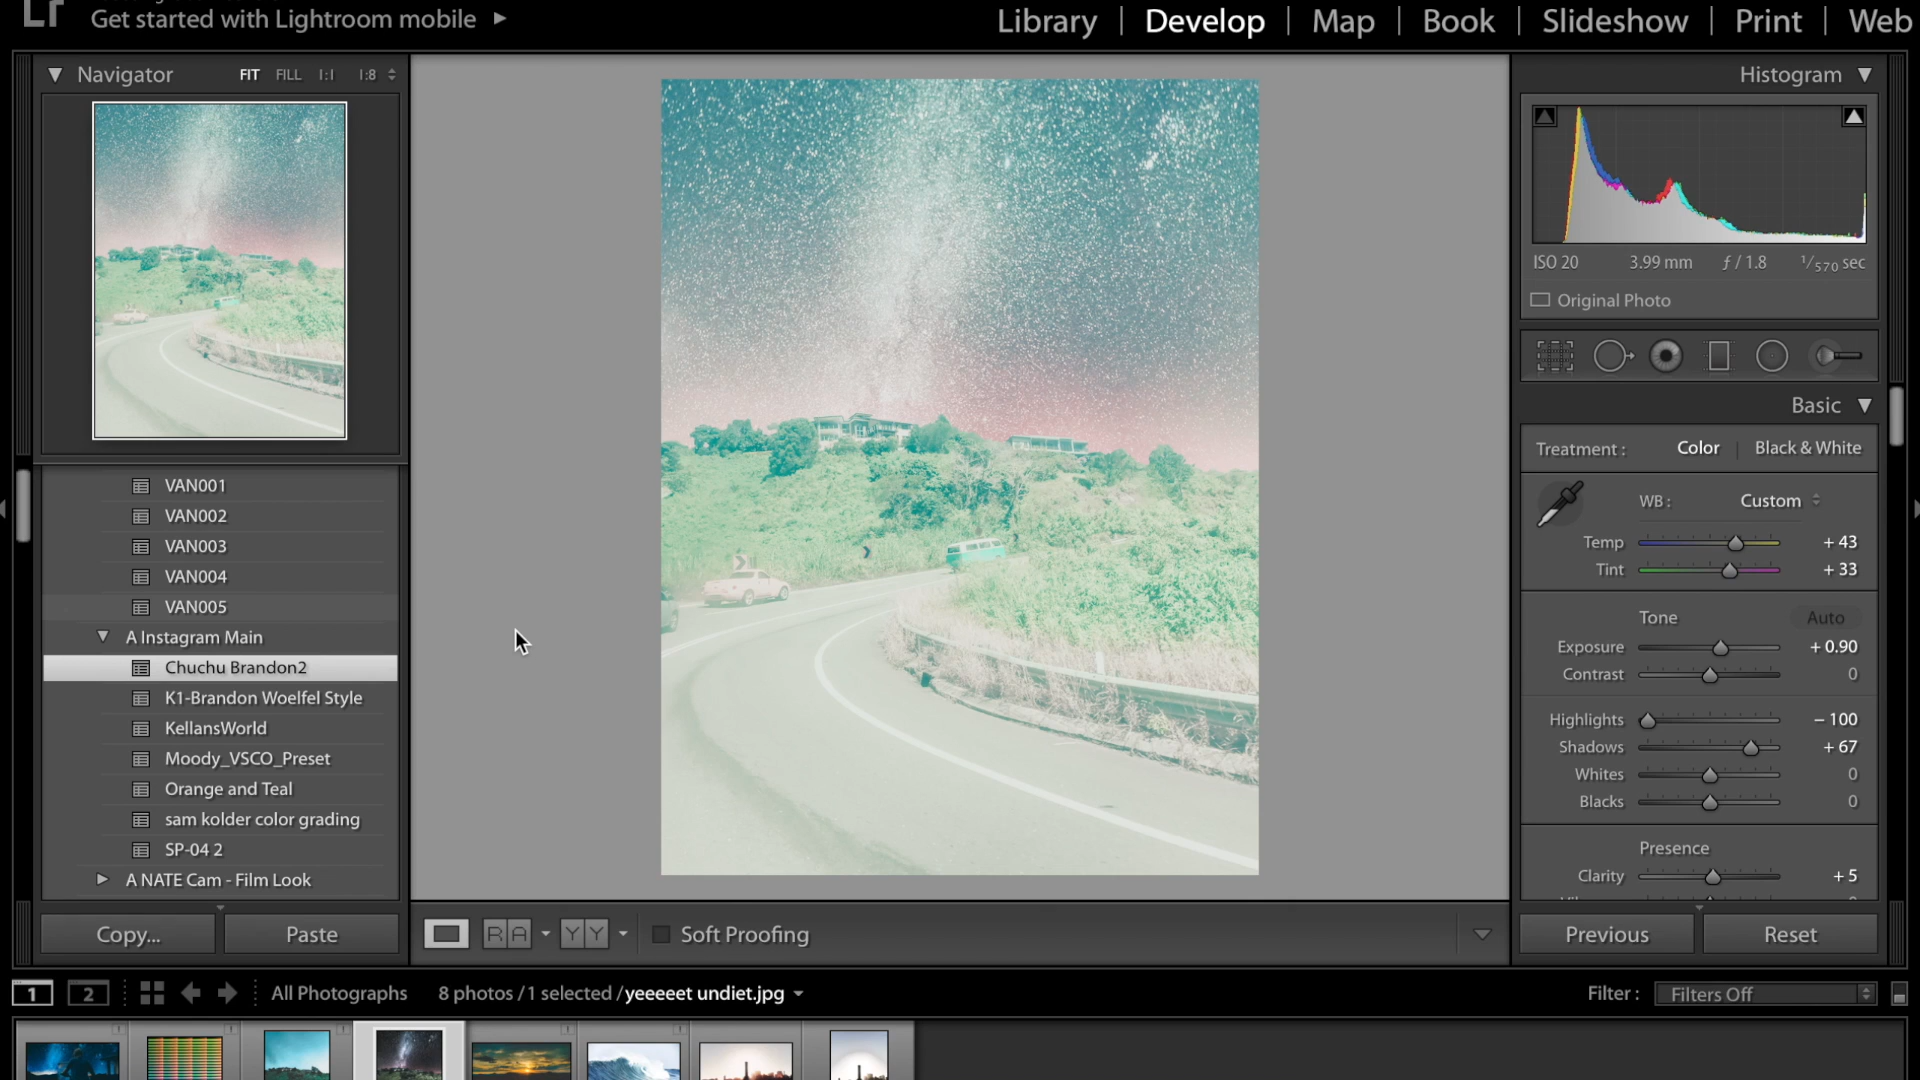 Lr
Get started with Lightroom mobile
Library | Develop | Map | Book | Slideshow | Print | Web
Navigator FIT FILL 1:1 1:8
Histogram
ISO 20 3.99 mm ƒ / 1.8 1/570 sec
Original Photo
Basic
Treatment : Color | Black & White
WB : Custom
Temp + 43
Tint + 33
Tone Auto
Exposure + 0.90
Contrast 0
Highlights – 100
Shadows + 67
Whites 0
Blacks 0
Presence
Clarity + 5
VAN001
VAN002
VAN003
VAN004
VAN005
A Instagram Main
Chuchu Brandon2
K1-Brandon Woelfel Style
KellansWorld
Moody_VSCO_Preset
Orange and Teal
sam kolder color grading
SP-04 2
A NATE Cam - Film Look
Copy... Paste
R A Y Y Soft Proofing
Previous Reset
1 2 All Photographs 8 photos / 1 selected / yeeeeet undiet.jpg
Filter : Filters Off